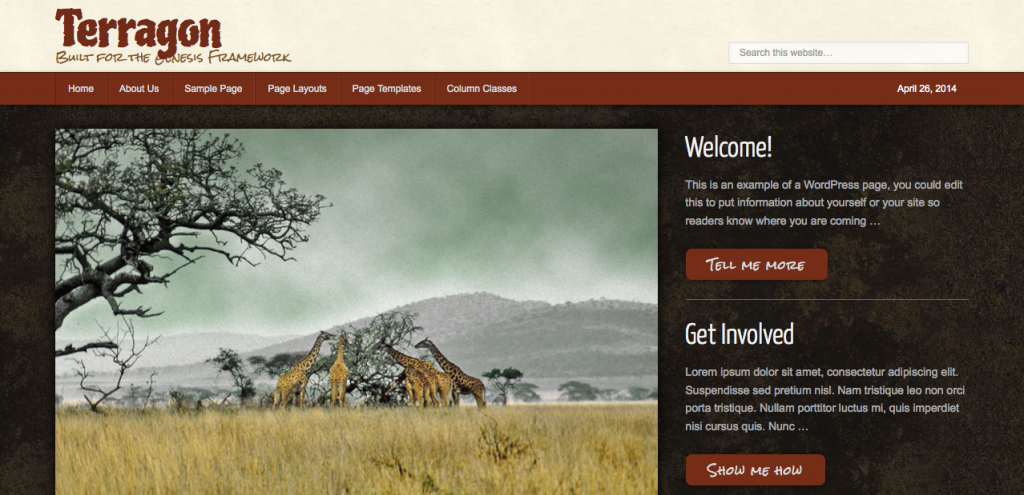 Terragon
Built for the Genesis Framework
Search this website…
Home About Us Sample Page Page Layouts Page Templates Column Classes April 26, 2014
Welcome!
This is an example of a WordPress page, you could edit
this to put information about yourself or your site so
readers know where you are coming …
Tell me more
Get Involved
Lorem ipsum dolor sit amet, consectetur adipiscing elit.
Suspendisse sed pretium nisl. Nam tristique leo non orci
porta tristique. Nullam porttitor luctus mi, quis imperdiet
nisi cursus quis. Nunc …
Show me how